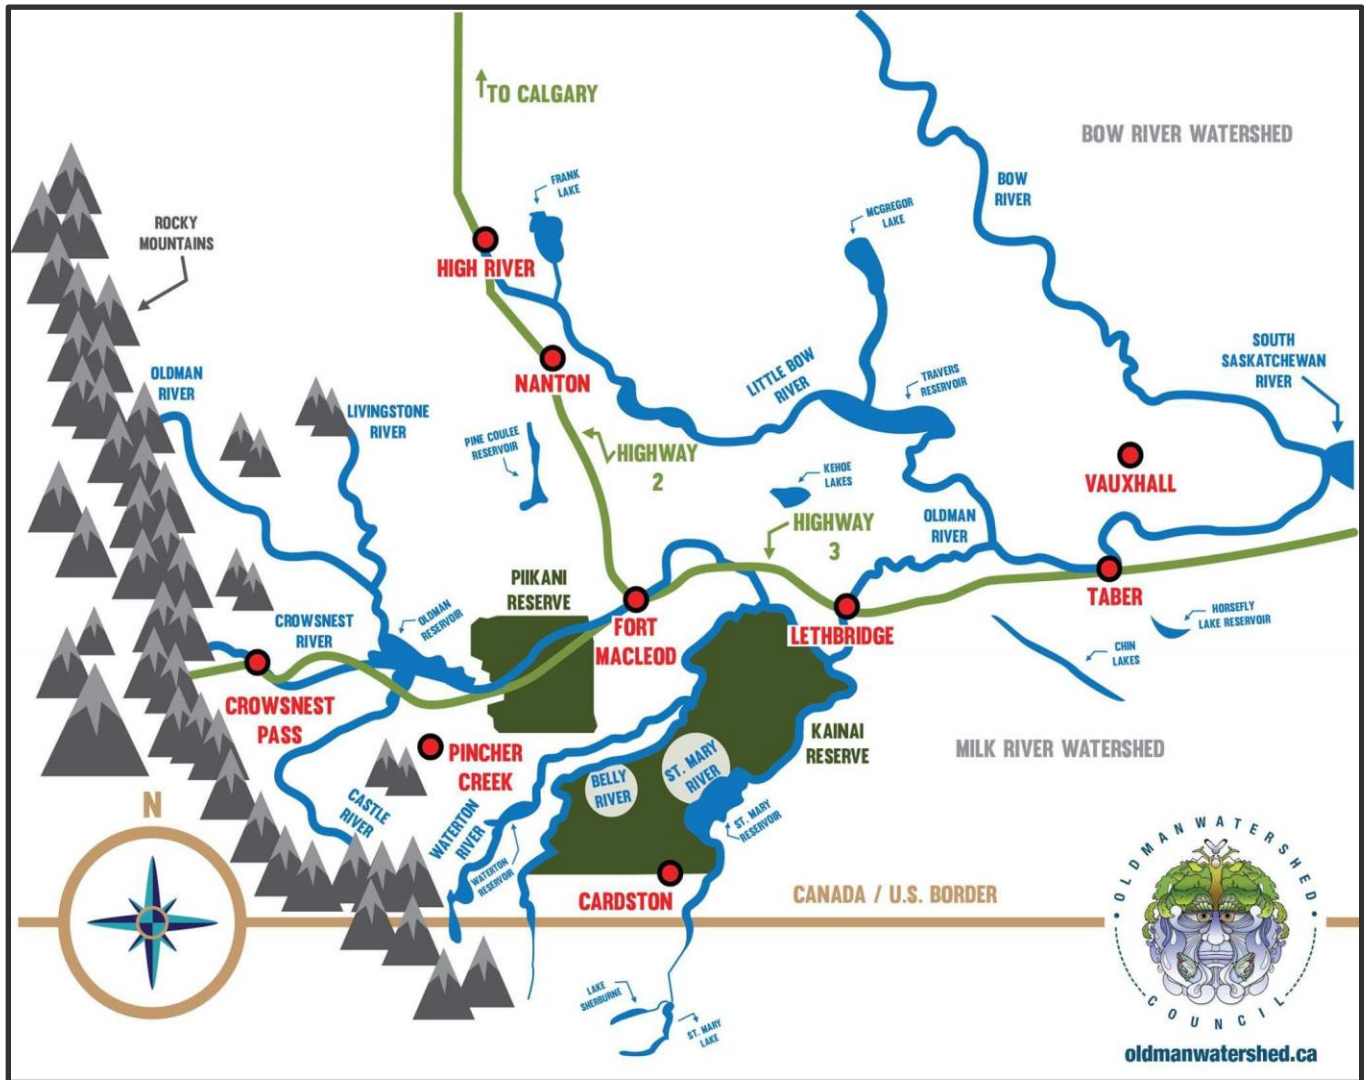 TO CALGARY
BOW RIVER WATERSHED
FRANK
LAKE
BOW
RIVER
MCGREGOR
LAKE
ROCKY
MOUNTAINS
HIGH RIVER
SOUTH
SASKATCHEWAN
RIVER
OLDMAN
RIVER
LIVINGSTONE
RIVER
NANTON
LITTLE BOW
RIVER
TRAVERS
RESERVOIR
PINE COULEE
RESERVOIR
HIGHWAY
2
KEHOE
LAKES
VAUXHALL
HIGHWAY
3
OLDMAN
RIVER
PIIKANI
RESERVE
OLDMAN
RESERVOIR
CROWSNEST
RIVER
FORT
MACLEOD
LETHBRIDGE
TABER
HORSEFLY
LAKE RESERVOIR
CHIN
LAKES
CROWSNEST
PASS
PINCHER
CREEK
KAINAI
RESERVE
MILK RIVER WATERSHED
BELLY
RIVER
ST. MARY
RIVER
N
CASTLE
RIVER
WATERTON
RIVER
WATERTON
RESERVOIR
ST. MARY
RESERVOIR
CARDSTON
CANADA / U.S. BORDER
LAKE
SHERBURNE
ST. MARY
LAKE
OLDMAN WATERSHED
COUNCIL
oldmanwatershed.ca